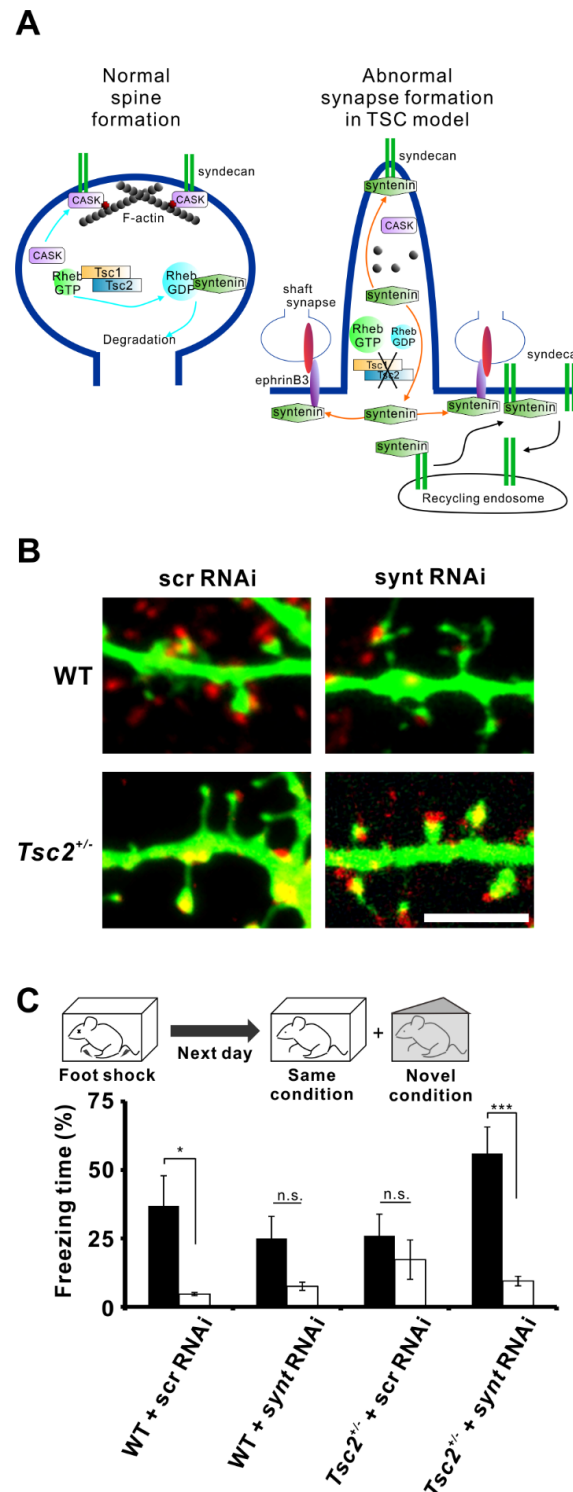 A
Normal
spine
formation
Abnormal
synapse formation
in TSC model
syndecan
CASK
CASK
F-actin
CASK
Rheb
GTP
Tsc1
Tsc2
Rheb
GDP
syntenin
Degradation
syndecan
syntenin
CASK
syntenin
shaft
synapse
Rheb
GTP
Rheb
GDP
Tsc1
Tsc2
ephrinB3
syndecan
syntenin
syntenin
syntenin
syntenin
syntenin
Recycling endosome
B
scr RNAi
synt RNAi
WT
Tsc2+/-
C
Foot shock
Next day
Same
condition
+
Novel
condition
Freezing time (%)
75
50
25
0
*
n.s.
n.s.
***
WT + scr RNAi
WT + synt RNAi
Tsc2+/- + scr RNAi
Tsc2+/- + synt RNAi